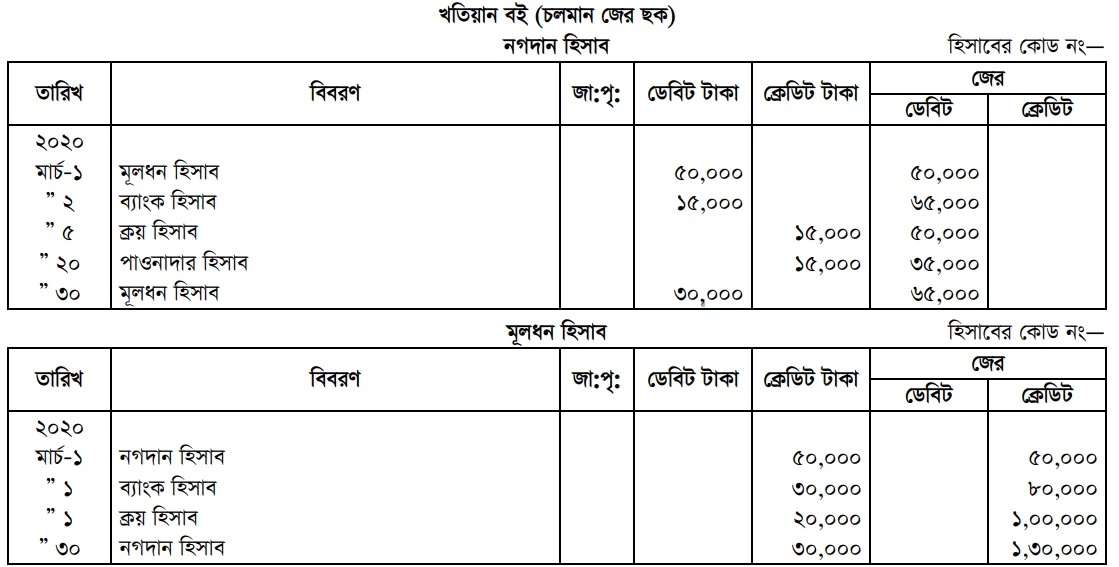 খতিয়ান বই (চলমান জের ছক)
নগদান হিসাব হিসাবের কোড নং—
তারিখ বিবরণ জা:পৃ: ডেবিট টাকা ক্রেডিট টাকা জের
ডেবিট ক্রেডিট
২০২০
মার্চ-১ মূলধন হিসাব ৫০,০০০ ৫০,০০০
” ২ ব্যাংক হিসাব ১৫,০০০ ৬৫,০০০
” ৫ ক্রয় হিসাব ১৫,০০০ ৫০,০০০
” ২০ পাওনাদার হিসাব ১৫,০০০ ৩৫,০০০
” ৩০ মূলধন হিসাব ৩০,০০০ ৬৫,০০০
মূলধন হিসাব হিসাবের কোড নং—
তারিখ বিবরণ জা:পৃ: ডেবিট টাকা ক্রেডিট টাকা জের
ডেবিট ক্রেডিট
২০২০
মার্চ-১ নগদান হিসাব ৫০,০০০ ৫০,০০০
” ১ ব্যাংক হিসাব ৩০,০০০ ৮০,০০০
” ১ ক্রয় হিসাব ২০,০০০ ১,০০,০০০
” ৩০ নগদান হিসাব ৩০,০০০ ১,৩০,০০০